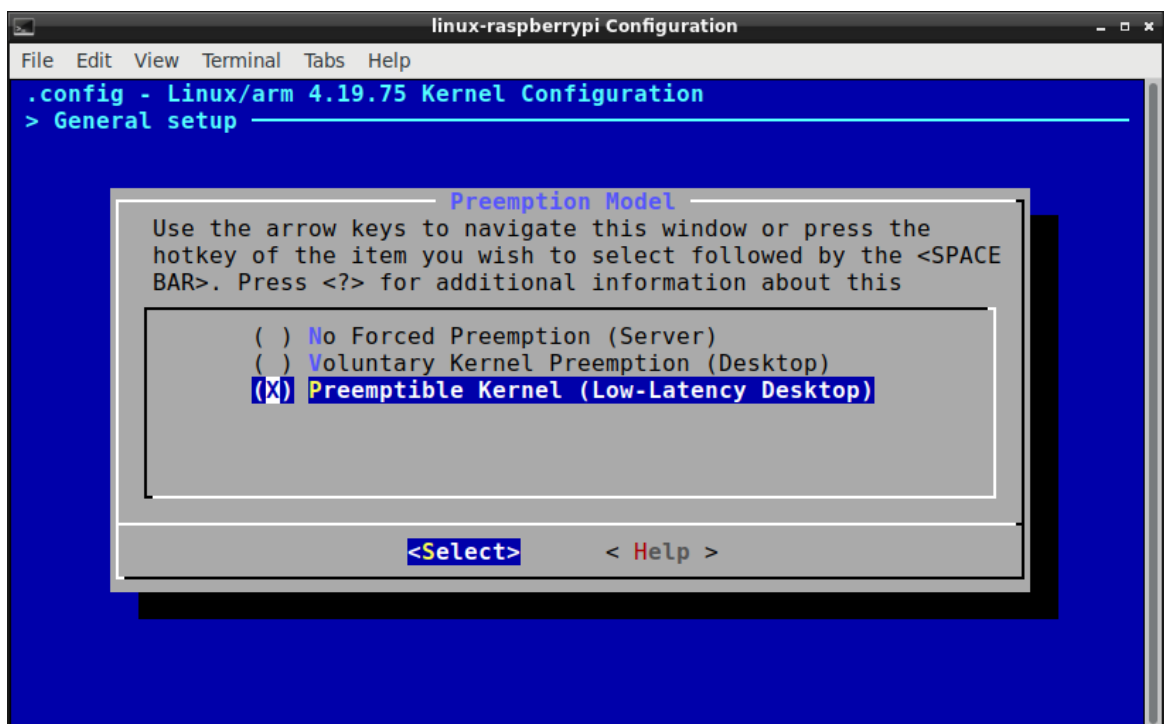 linux-raspberrypi Configuration
File Edit View Terminal Tabs Help
.config - Linux/arm 4.19.75 Kernel Configuration
> General setup
Preemption Model
Use the arrow keys to navigate this window or press the
hotkey of the item you wish to select followed by the <SPACE
BAR>. Press <?> for additional information about this
( ) No Forced Preemption (Server)
( ) Voluntary Kernel Preemption (Desktop)
(X) Preemptible Kernel (Low-Latency Desktop)
<Select> < Help >